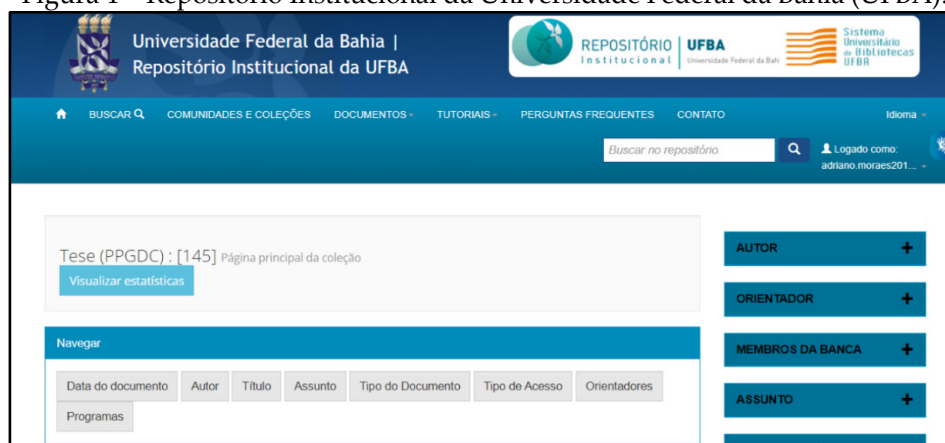 Figura 1 – Repositório Institucional da Universidade Federal da Bahia (UFBA).
Universidade Federal da Bahia |
Repositório Institucional da UFBA
REPOSITÓRIO
Institucional
UFBA
Universidade Federal da Bahi
Sistema
Universitário
de Bibliotecas
UFBA
BUSCAR
COMUNIDADES E COLEÇÕES
DOCUMENTOS
TUTORIAIS
PERGUNTAS FREQUENTES
CONTATO
Idioma
Buscar no repositório
Logado como:
adriano.moraes201...
Tese (PPGDC) : [145] Página principal da coleção
Visualizar estatísticas
Navegar
Data do documento
Autor
Título
Assunto
Tipo do Documento
Tipo de Acesso
Orientadores
Programas
AUTOR
ORIENTADOR
MEMBROS DA BANCA
ASSUNTO